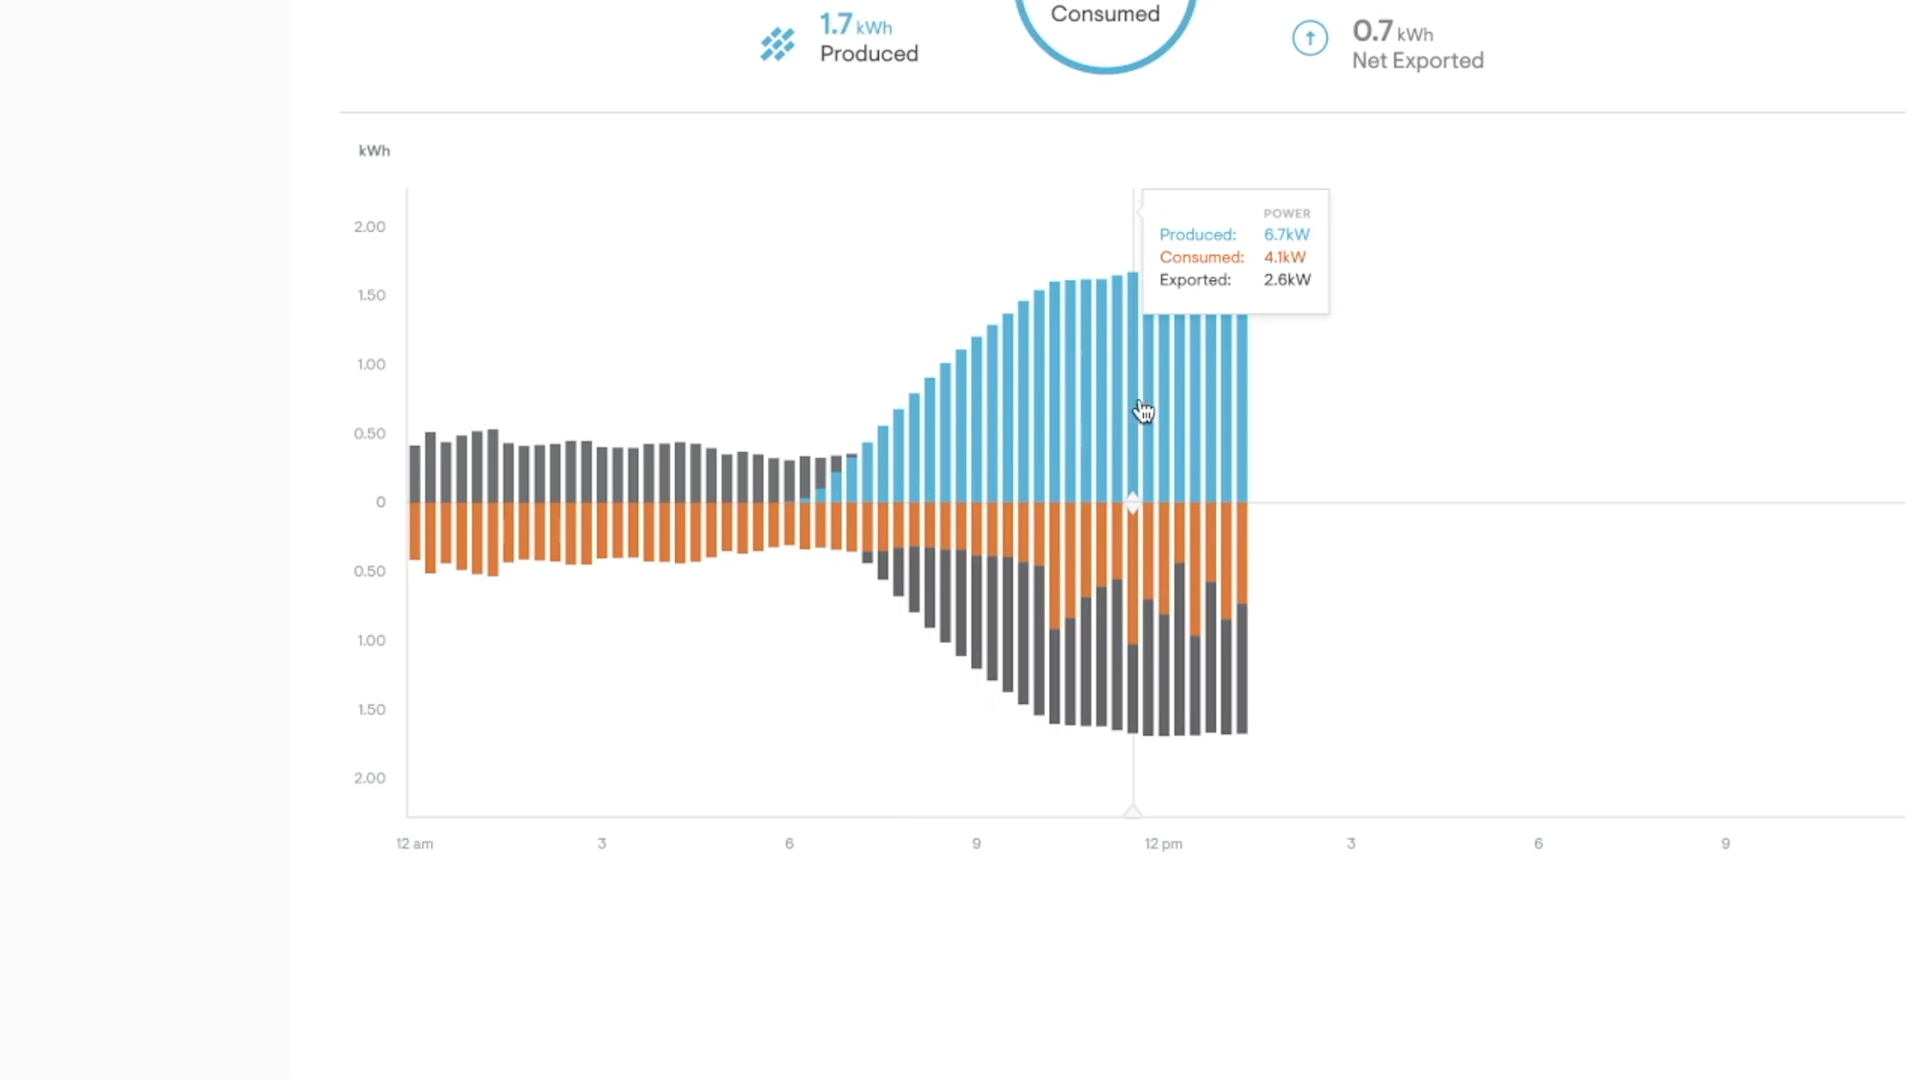 1.7 kWh
Produced
Consumed
0.7 kWh
Net Exported
kWh
2.00
1.50
1.00
0.50
0
0.50
1.00
1.50
2.00
POWER
Produced: 6.7kW
Consumed: 4.1kW
Exported: 2.6kW
12 am 3 6 9 12 pm 3 6 9